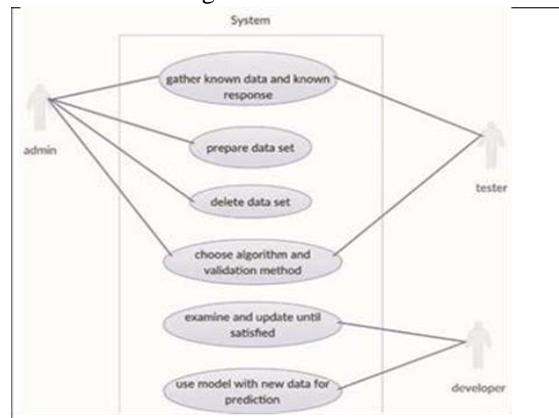 System
gather known data and known
response
admin
prepare data set
tester
delete data set
choose algorithm and
validation method
examine and update until
satisfied
developer
use model with new data for
prediction